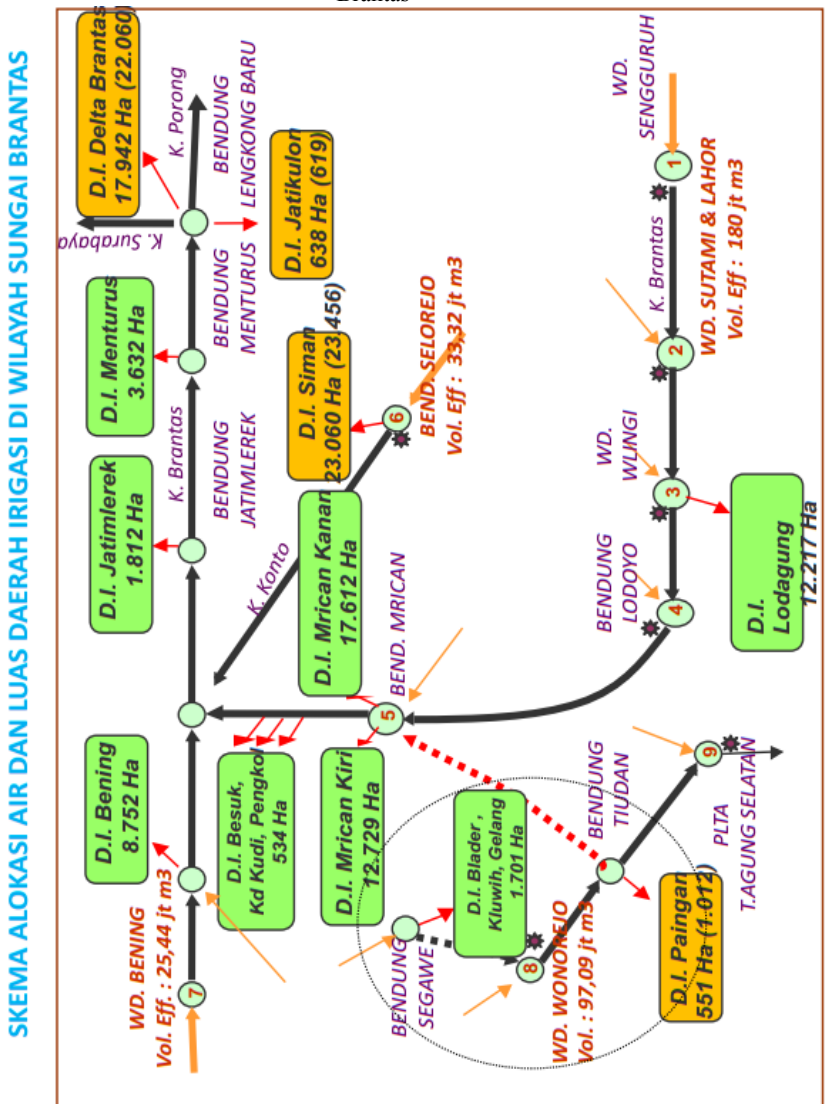 Brantas
SKEMA ALOKASI AIR DAN LUAS DAERAH IRIGASI DI WILAYAH SUNGAI BRANTAS
WD. BENING
Vol. Eff. : 25,44 jt m3
7
D.I. Bening
8.752 Ha
D.I. Jatimlerek
1.812 Ha
K. Brantas
BENDUNG
JATIMLEREK
D.I. Menturus
3.632 Ha
BENDUNG
MENTURUS
K. Surabaya
D.I. Delta Brantas
17.942 Ha (22.060)
K. Porong
BENDUNG
LENGKONG BARU
D.I. Jatikulon
638 Ha (619)
D.I. Besuk,
Kd Kudi, Pengkol
534 Ha
K. Konto
D.I. Siman
23.060 Ha (23.456)
6
BEND. SELOREJO
Vol. Eff : 33,32 jt m3
D.I. Mrican Kanan
17.612 Ha
D.I. Mrican Kiri
12.729 Ha
5
BEND. MRICAN
BENDUNG
SEGAWE
D.I. Blader ,
Kluwih, Gelang
1.701 Ha
8
WD. WONOREJO
Vol. : 97,09 jt m3
BENDUNG
TIUDAN
D.I. Paingan
551 Ha (1.012)
9
PLTA
T.AGUNG SELATAN
BENDUNG
LODOYO
4
WD.
WLINGI
3
D.I.
Lodagung
12.217 Ha
K. Brantas
2
WD. SUTAMI & LAHOR
Vol. Eff : 180 jt m3
WD.
SENGGURUH
1